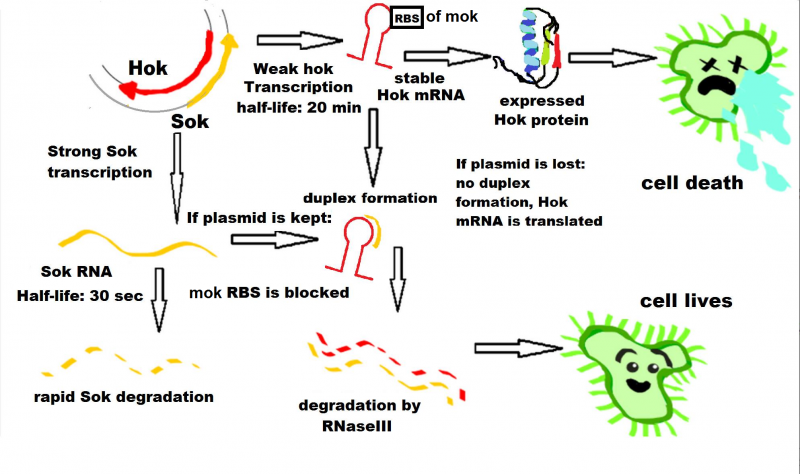 Hok
Sok
Weak hok
Transcription
half-life: 20 min
RBS of mok
stable
Hok mRNA
expressed
Hok protein
cell death
Strong Sok
transcription
duplex formation
If plasmid is lost:
no duplex
formation, Hok
mRNA is translated
If plasmid is kept:
Sok RNA
Half-life: 30 sec
mok RBS is blocked
cell lives
rapid Sok degradation
degradation by
RNaseIII